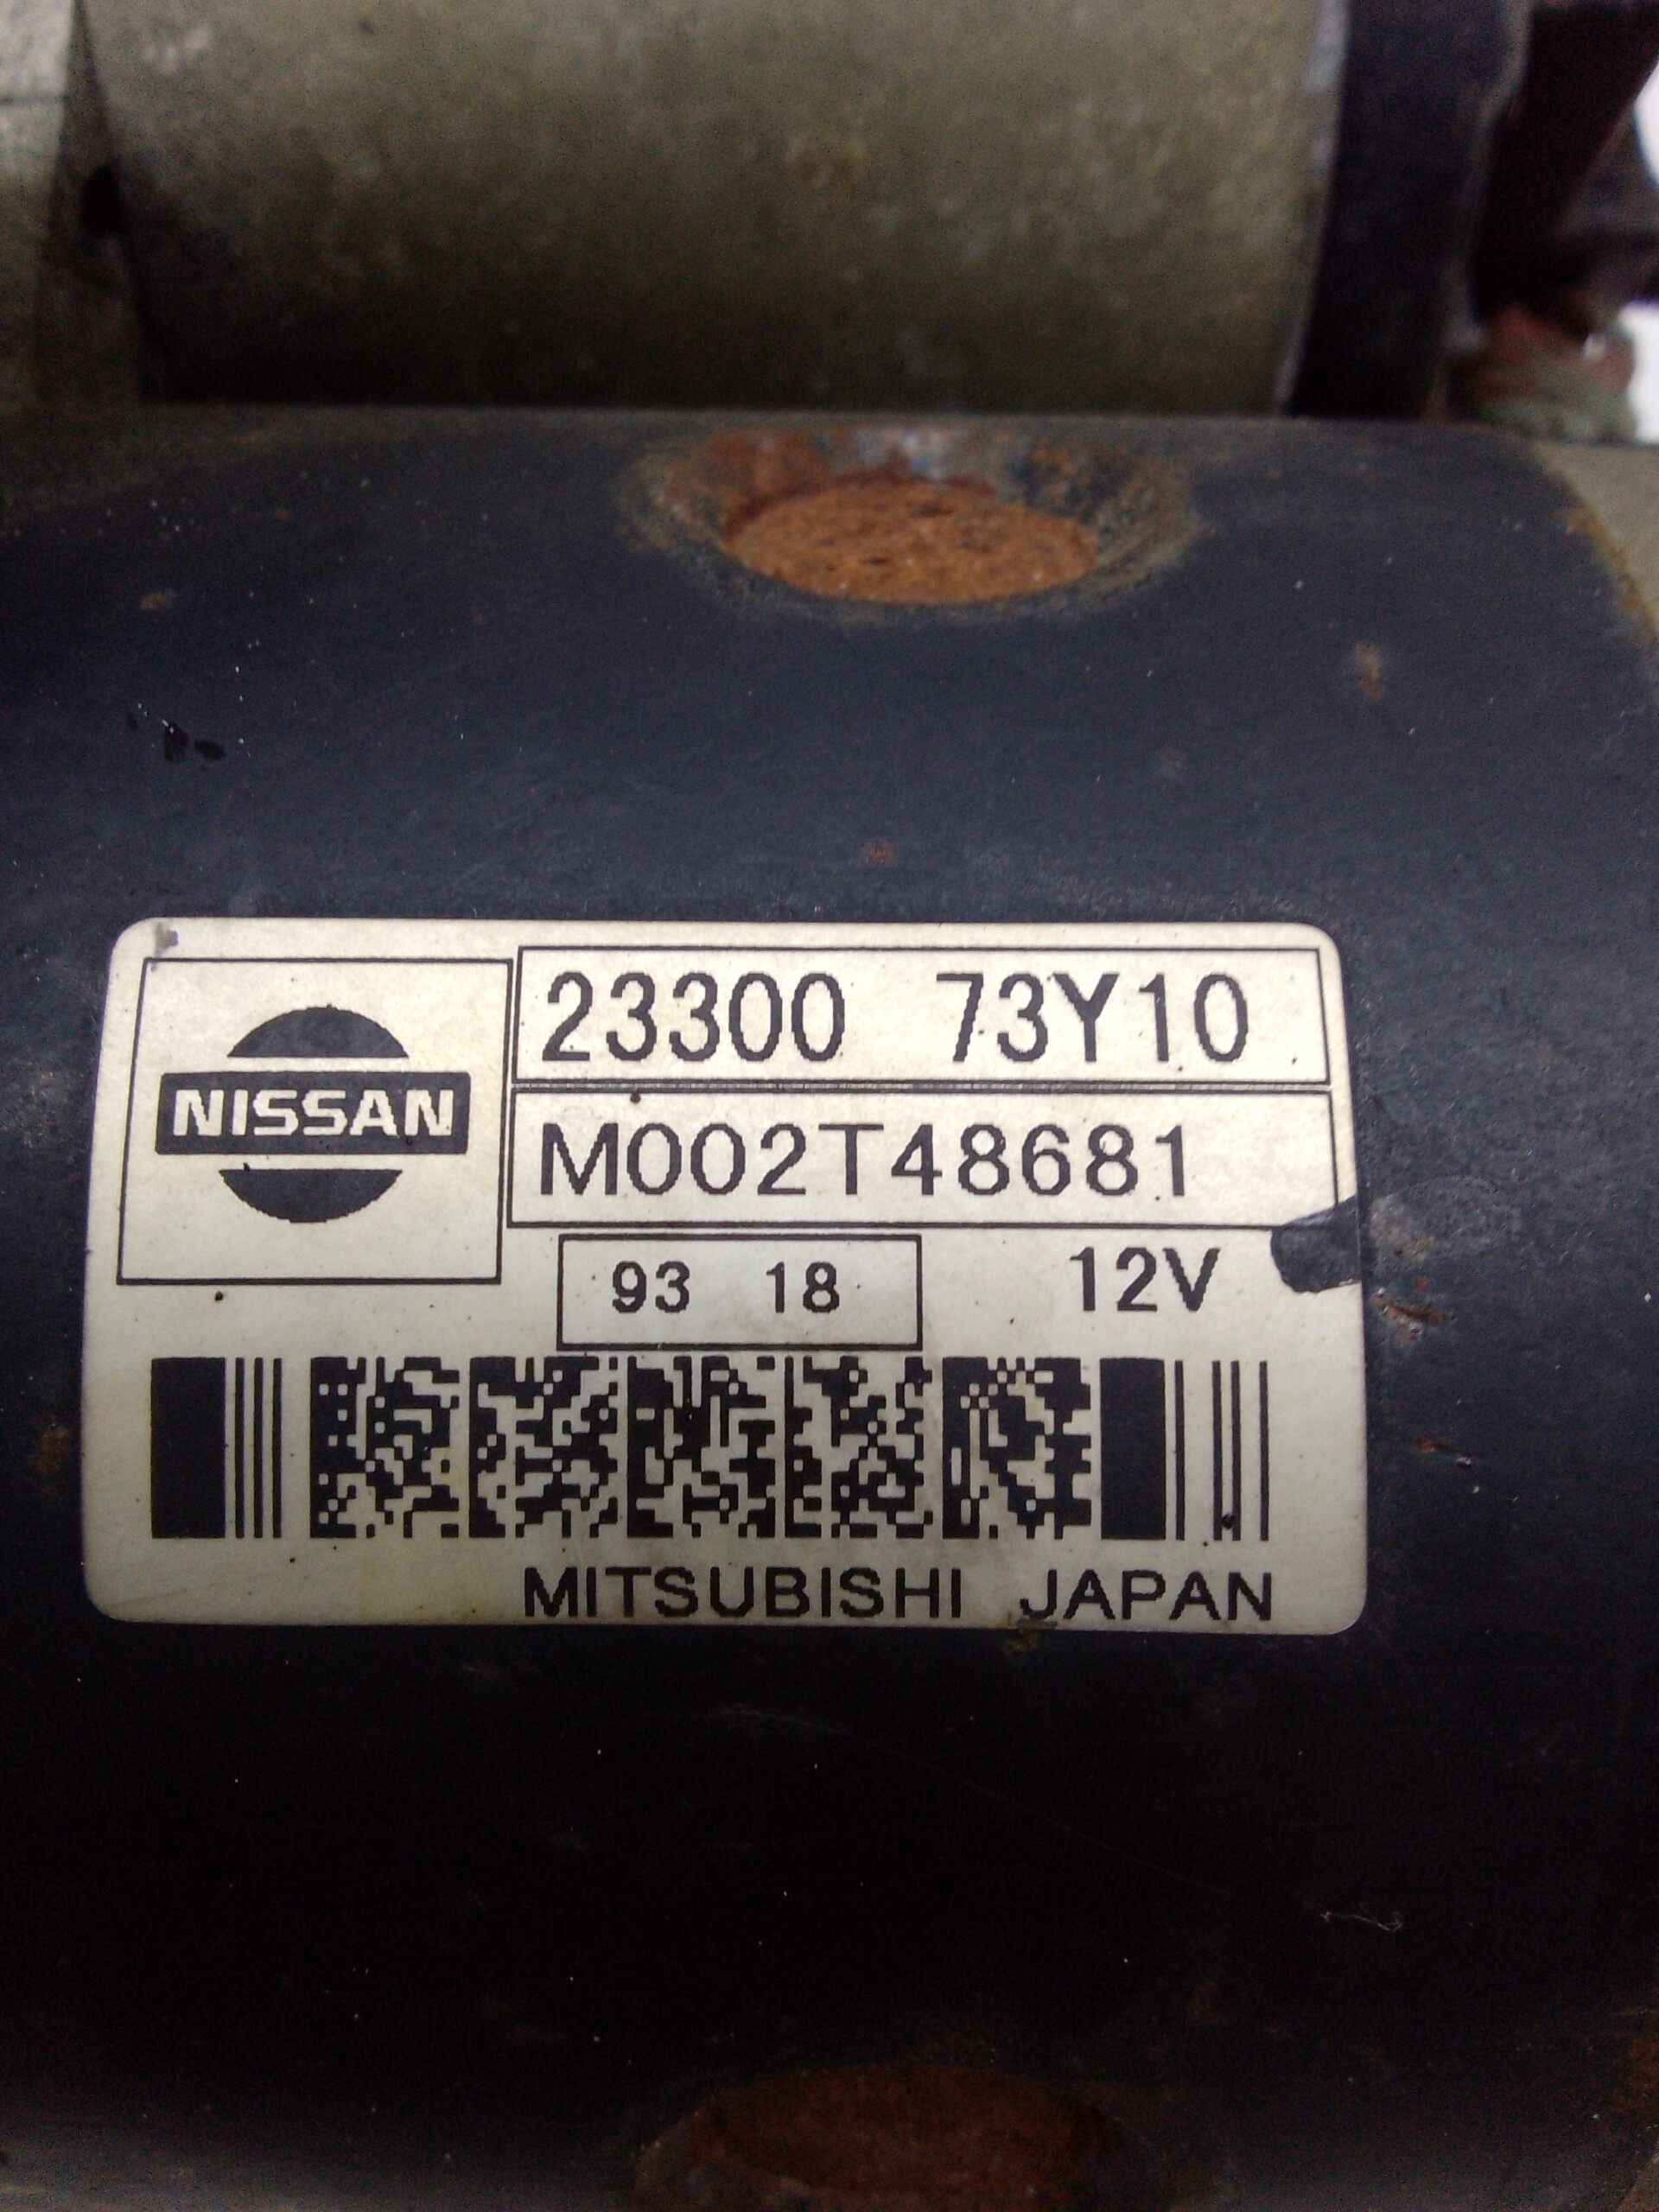 NISSAN
23300 73Y10
M002T48681
93 18
12V
MITSUBISHI JAPAN